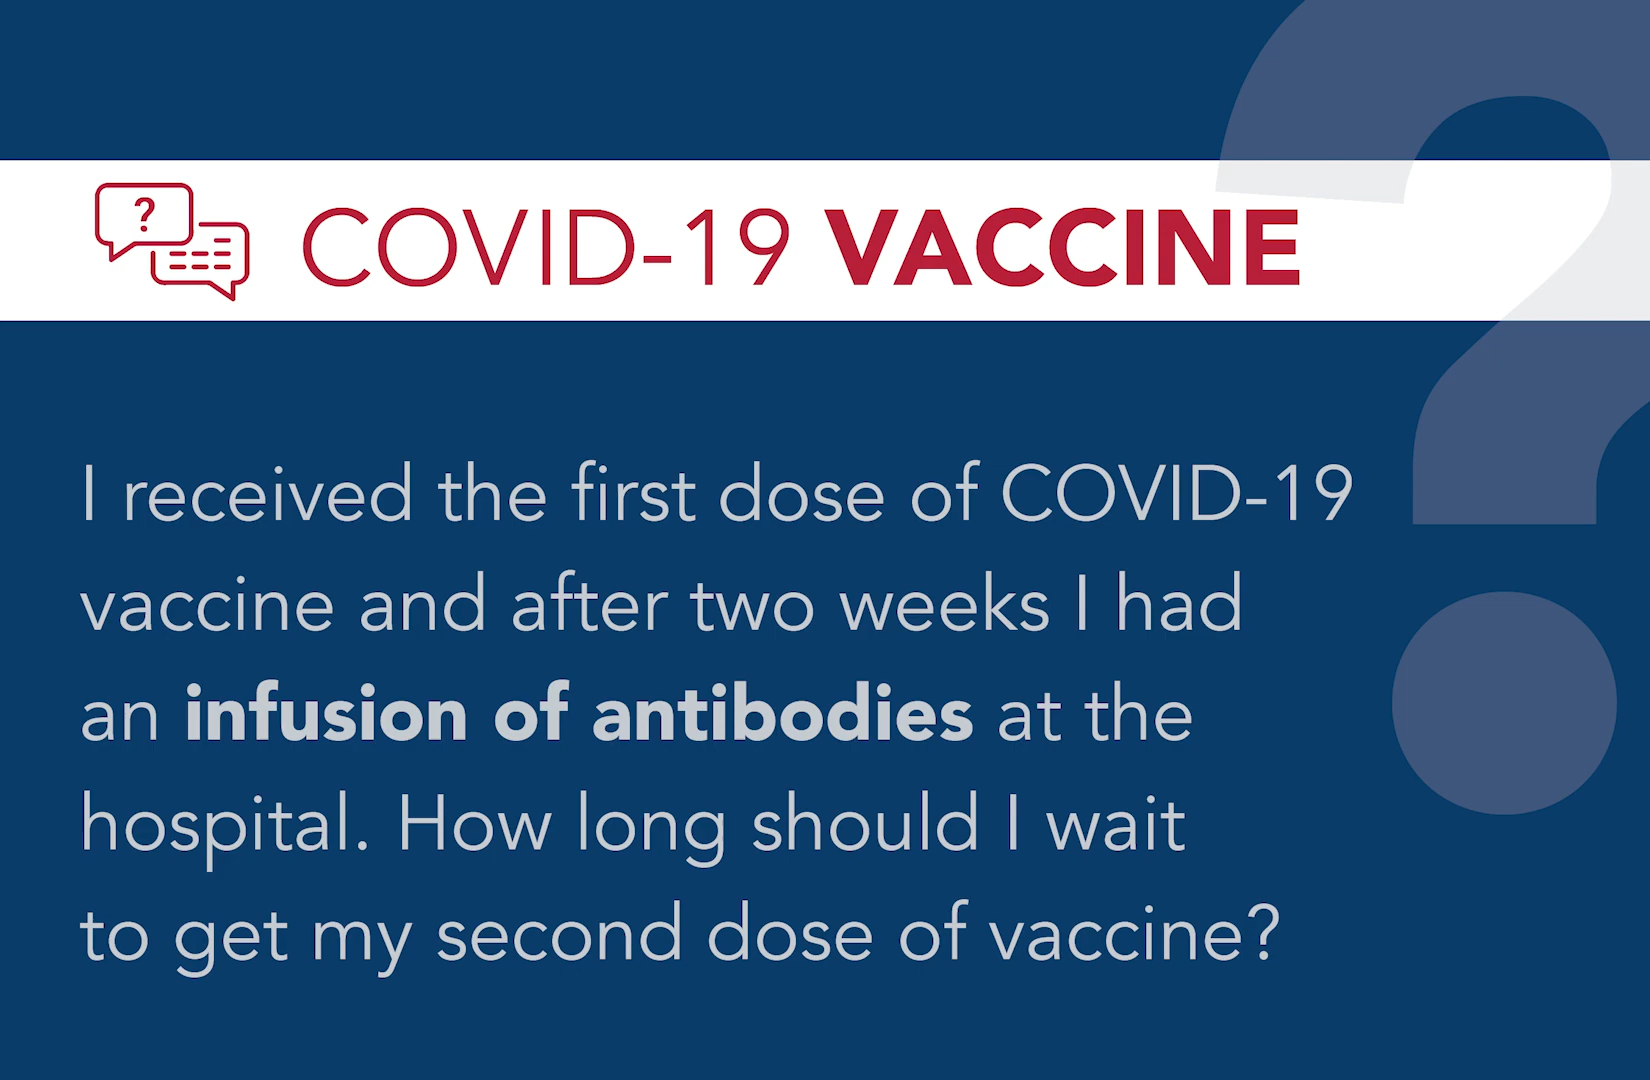 ?
COVID-19 VACCINE
I received the first dose of COVID-19
vaccine and after two weeks I had
an infusion of antibodies at the
hospital. How long should I wait
to get my second dose of vaccine?